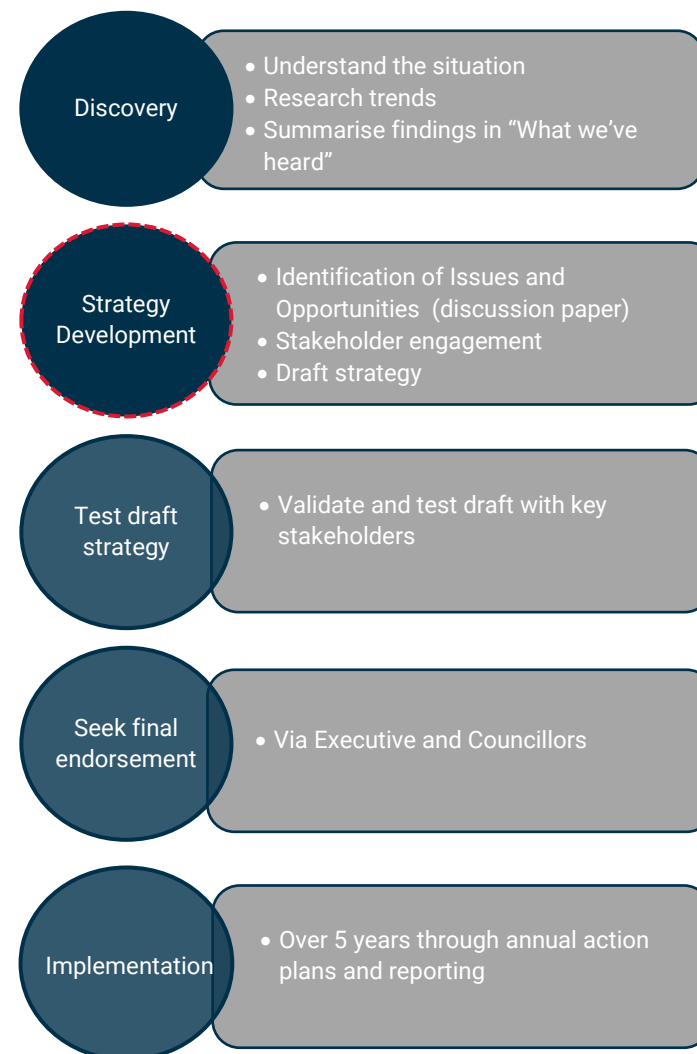 Discovery
• Understand the situation
• Research trends
• Summarise findings in “What we’ve
heard”
Strategy
Development
• Identification of Issues and
Opportunities  (discussion paper)
• Stakeholder engagement
• Draft strategy
Test draft
strategy
• Validate and test draft with key
stakeholders
Seek final
endorsement
• Via Executive and Councillors
Implementation
• Over 5 years through annual action
plans and reporting